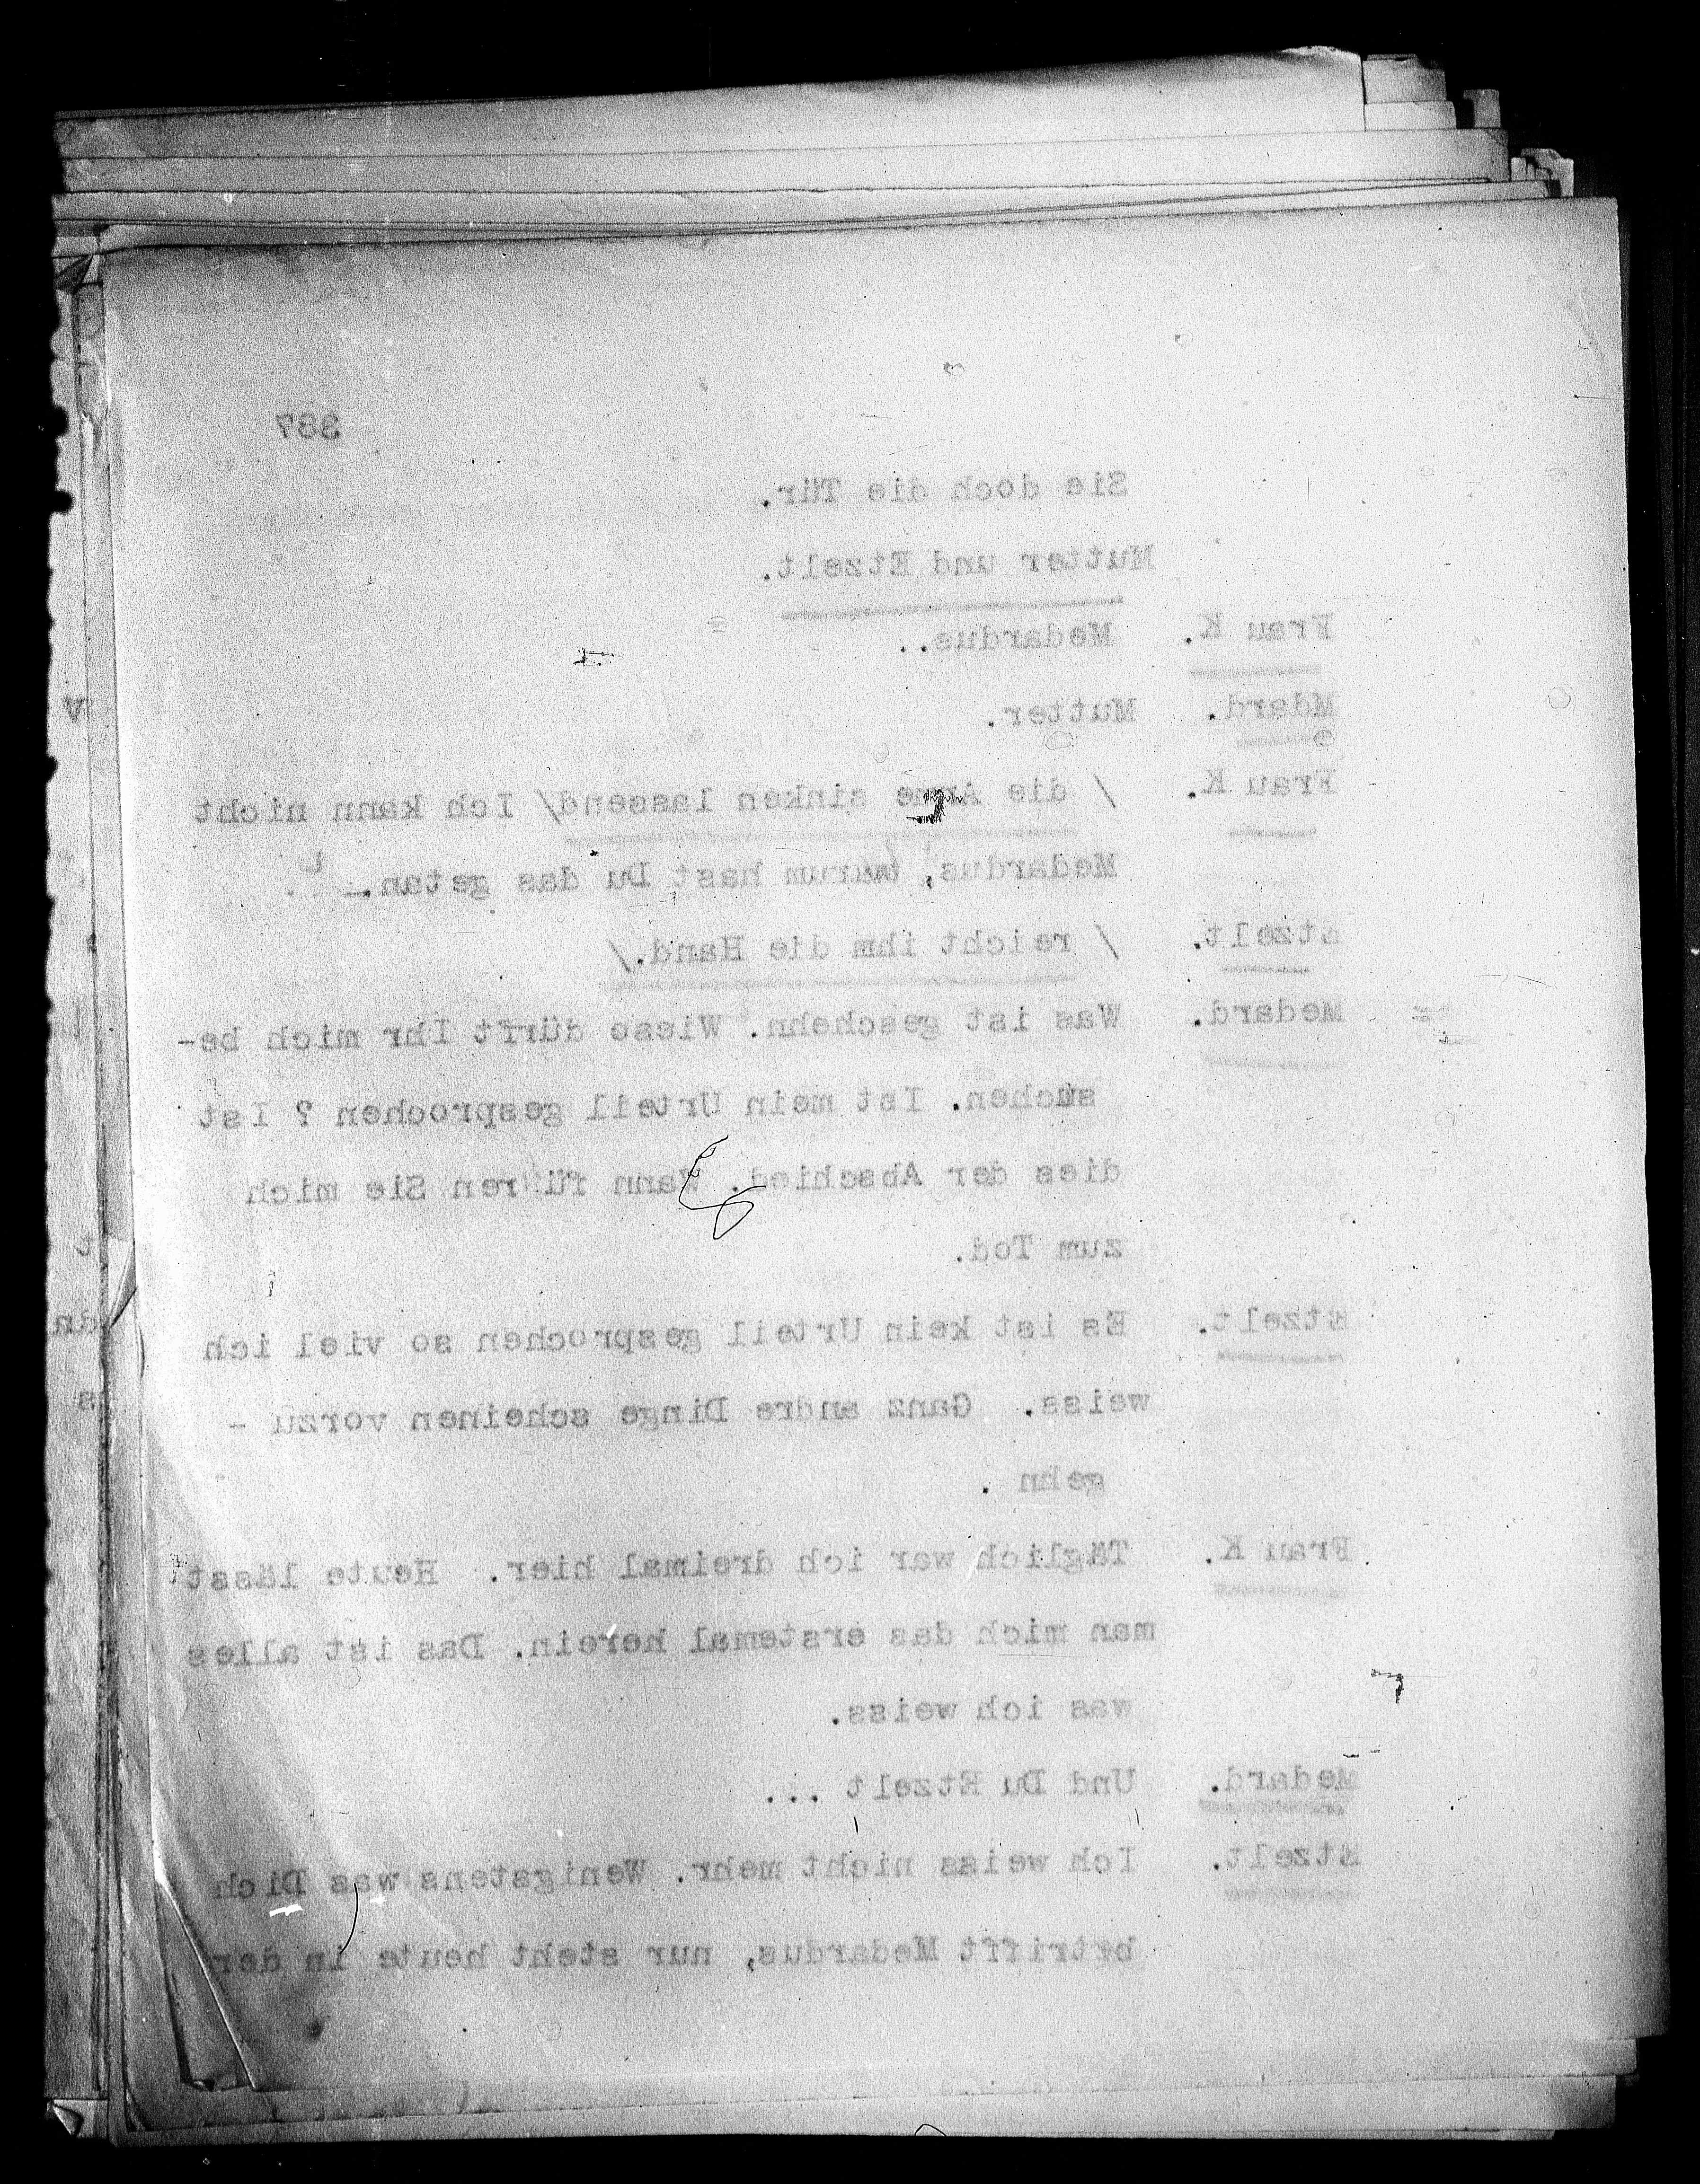 387
Sie doch die Tür.
Mutter und Etzelt.
Frau K. Medardus..
Mdard. Mutter.
e
Frau K. / die Arme sinken lassend/ Ich kann nicht
Medardus, warum hast Du das getan.
Etzelt. / reicht ihm die Hand./
Medard. Was ist geschehn. Wieso dürft Ihr mich be-
suchen. Ist mein Urteil gesprochen ? Ist
dies der Abschied. Wann füren Sie mich
zum Tod.
Etzelt. Es ist kein Urteil gesprochen so viel ich
weiss. Ganz andre Dinge scheinen vorzu -
gehn .
Frau K. Täglich war ich dreimal hier. Heute lässt
man mich das erstemal herein. Das ist alles
was ich weiss.
Medard. Und Du Etzelt ...
Etzelt. Ich weiss nicht mehr. Wenigstens was Dich
betrifft Medardus, nur steht heute in der